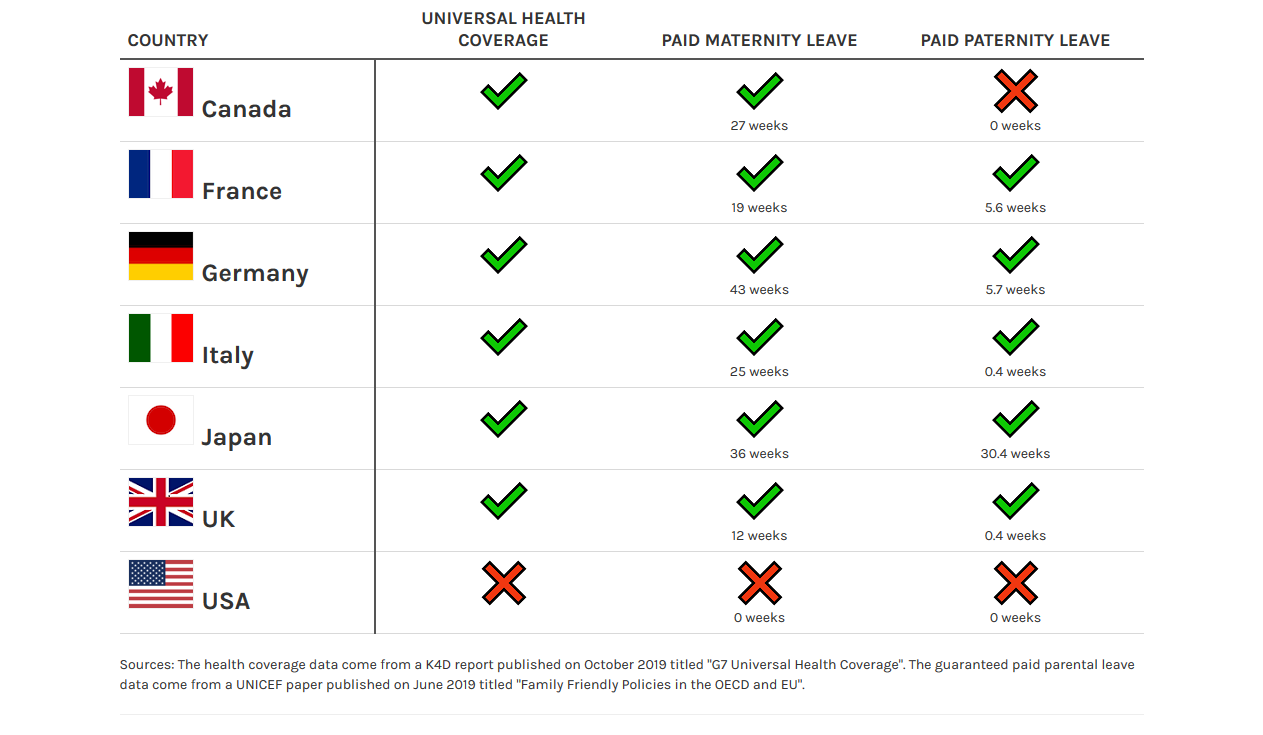 COUNTRY UNIVERSAL HEALTH COVERAGE PAID MATERNITY LEAVE PAID PATERNITY LEAVE
Canada
27 weeks 0 weeks
France
19 weeks 5.6 weeks
Germany
43 weeks 5.7 weeks
Italy
25 weeks 0.4 weeks
Japan
36 weeks 30.4 weeks
UK
12 weeks 0.4 weeks
USA
0 weeks 0 weeks
Sources: The health coverage data come from a K4D report published on October 2019 titled "G7 Universal Health Coverage". The guaranteed paid parental leave
data come from a UNICEF paper published on June 2019 titled "Family Friendly Policies in the OECD and EU".